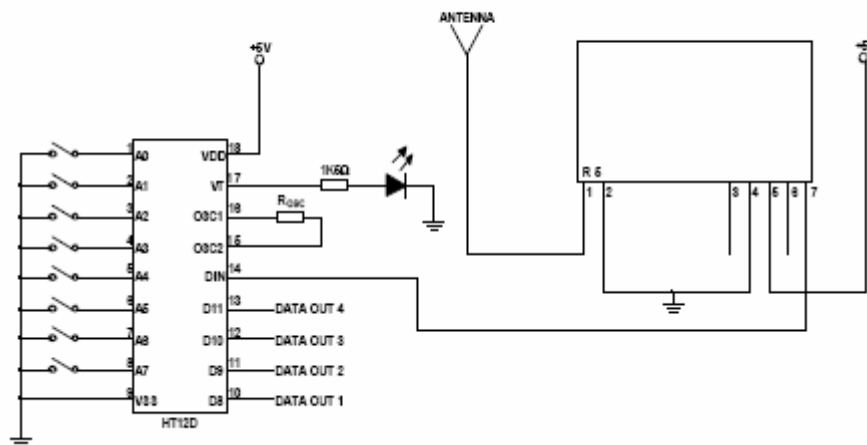 ANTENNA
+5V
1 A0 VDD 18
2 A1 VT 17 1K5Ω
3 A2 OSC1 16 ROSC
4 A3 OSC2 15
5 A4 DIN 14
6 A5 D11 13 DATA OUT 4
7 A6 D10 12 DATA OUT 3
8 A7 D9 11 DATA OUT 2
9 VSS D8 10 DATA OUT 1
HT12D
1 2 3 4 5 6 7